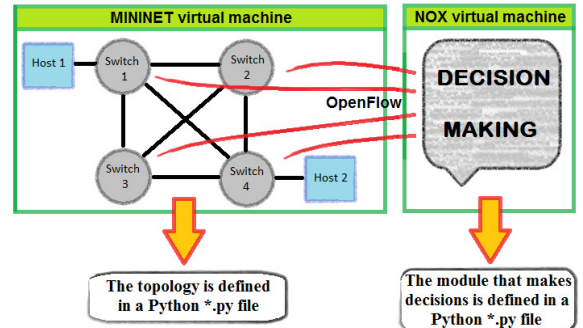 MININET virtual machine
NOX virtual machine
Host 1
Switch
1
Switch
2
OpenFlow
DECISION
MAKING
Switch
3
Switch
4
Host 2
The topology is defined
in a Python *.py file
The module that makes
decisions is defined in a
Python *.py file